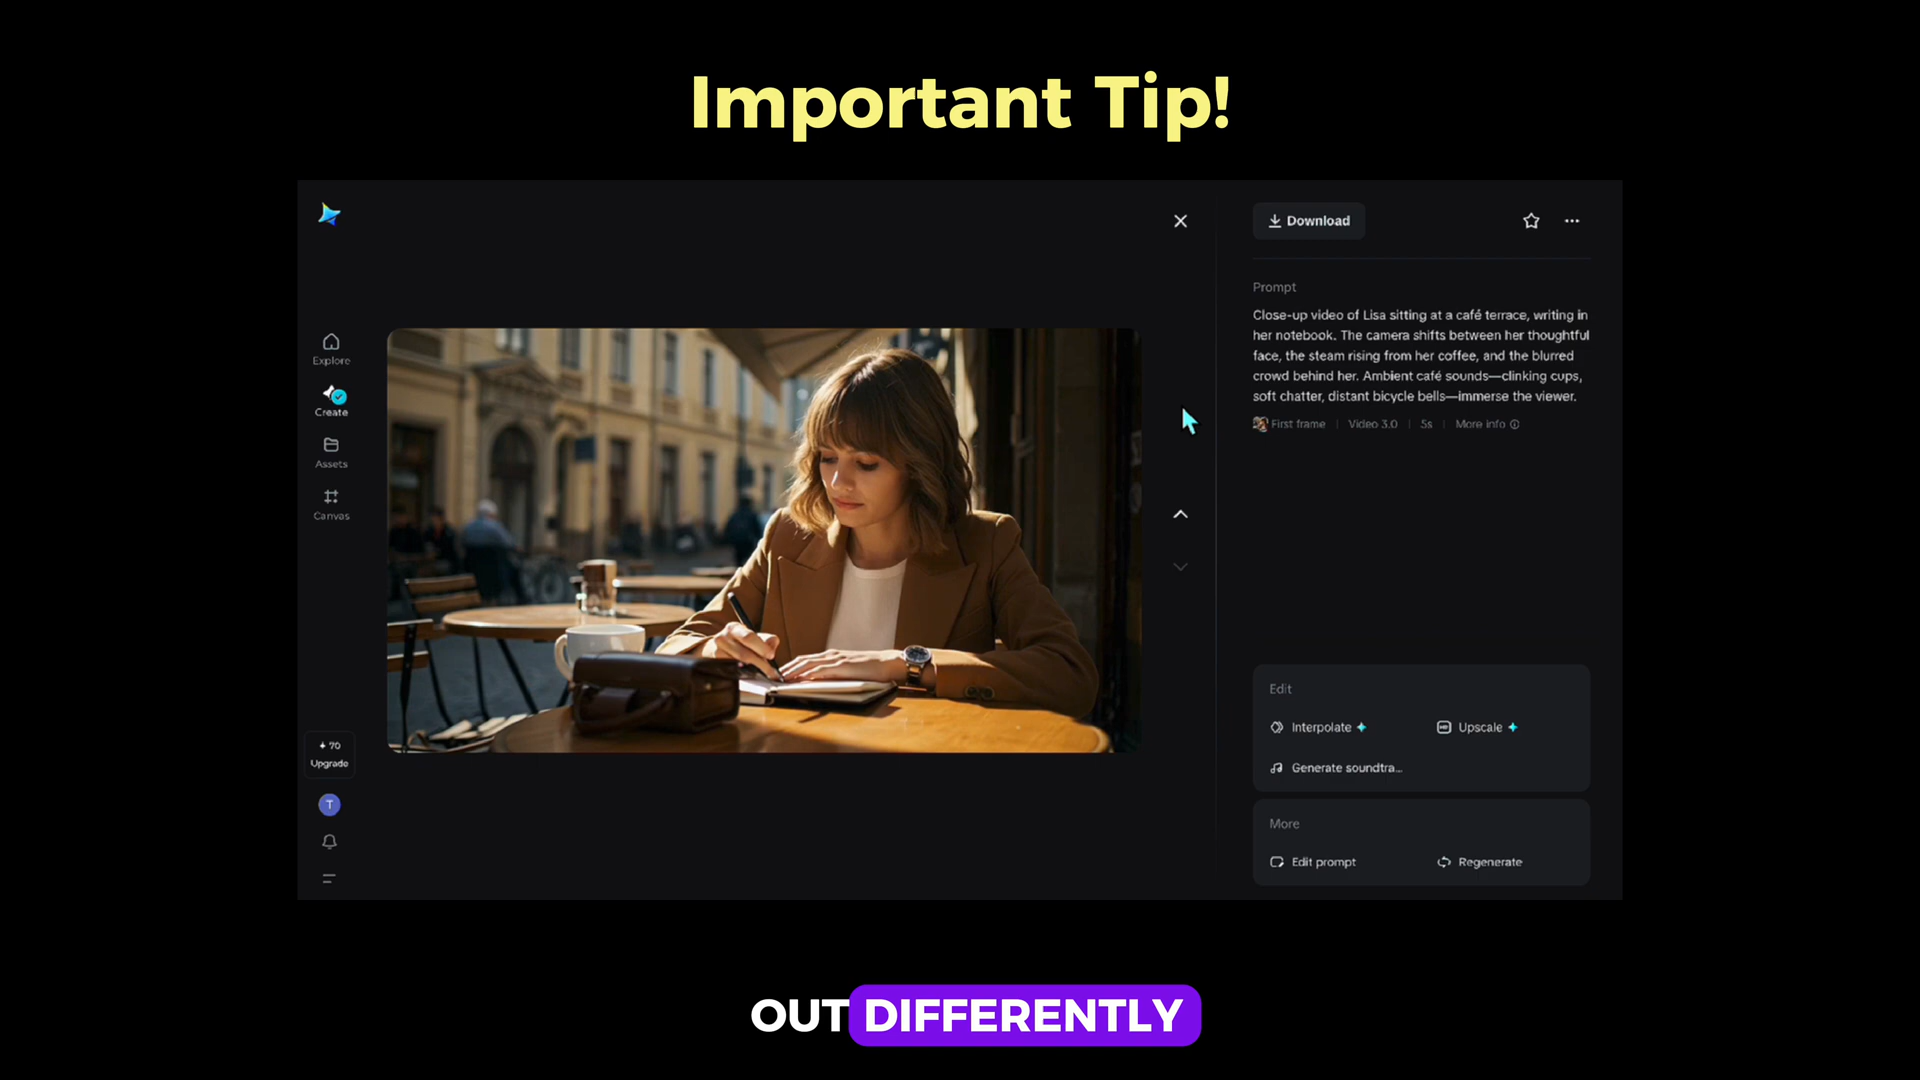 Important Tip!
Download
Explore
Create
Assets
Canvas
70
Upgrade
T
Prompt
Close-up video of Lisa sitting at a café terrace, writing in
her notebook. The camera shifts between her thoughtful
face, the steam rising from her coffee, and the blurred
crowd behind her. Ambient café sounds—clinking cups,
soft chatter, distant bicycle bells—immerse the viewer.
First frame | Video 3.0 | 5s | More info
Edit
Interpolate
Upscale
Generate soundtra...
More
Edit prompt
Regenerate
OUT DIFFERENTLY